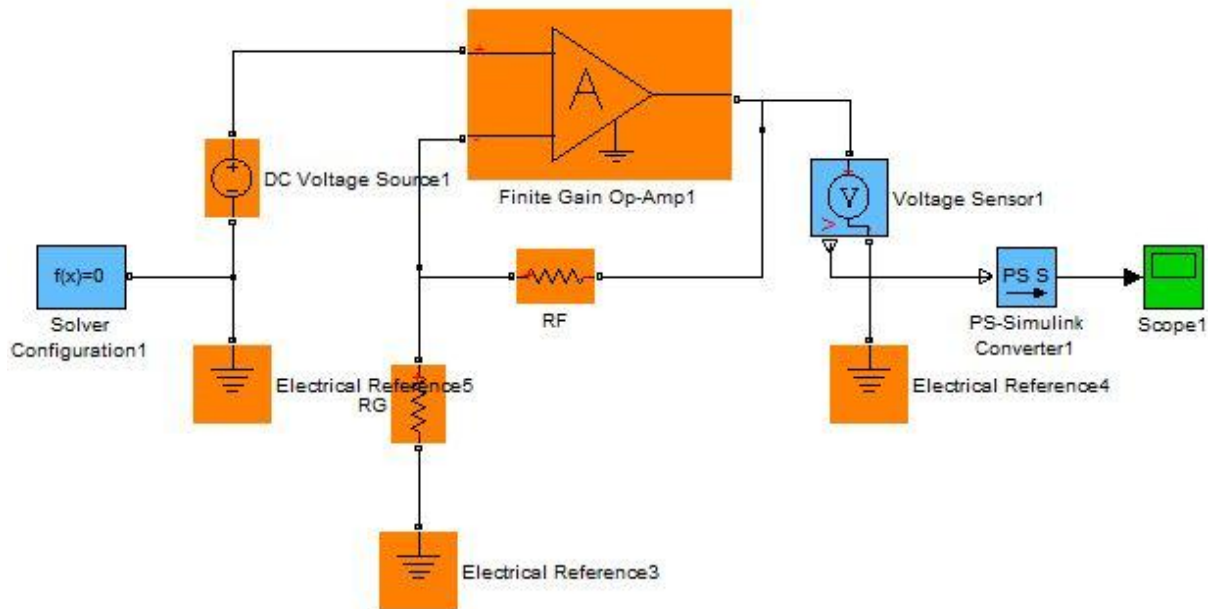 +
A
-
+
−
DC Voltage Source1
Finite Gain Op-Amp1
+
V
Voltage Sensor1
f(x)=0
Solver
Configuration1
+
RF
PS S
PS-Simulink
Converter1
Scope1
Electrical Reference5
+
RG
Electrical Reference4
Electrical Reference3